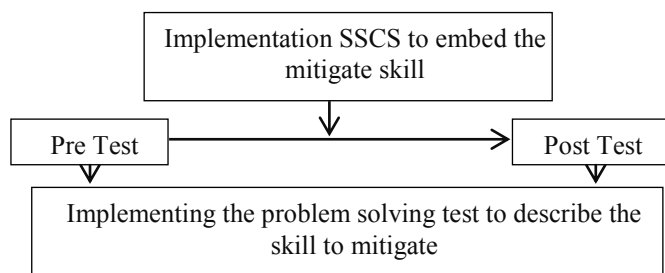 Implementation SSCS to embed the
mitigate skill
Pre Test
Post Test
Implementing the problem solving test to describe the
skill to mitigate